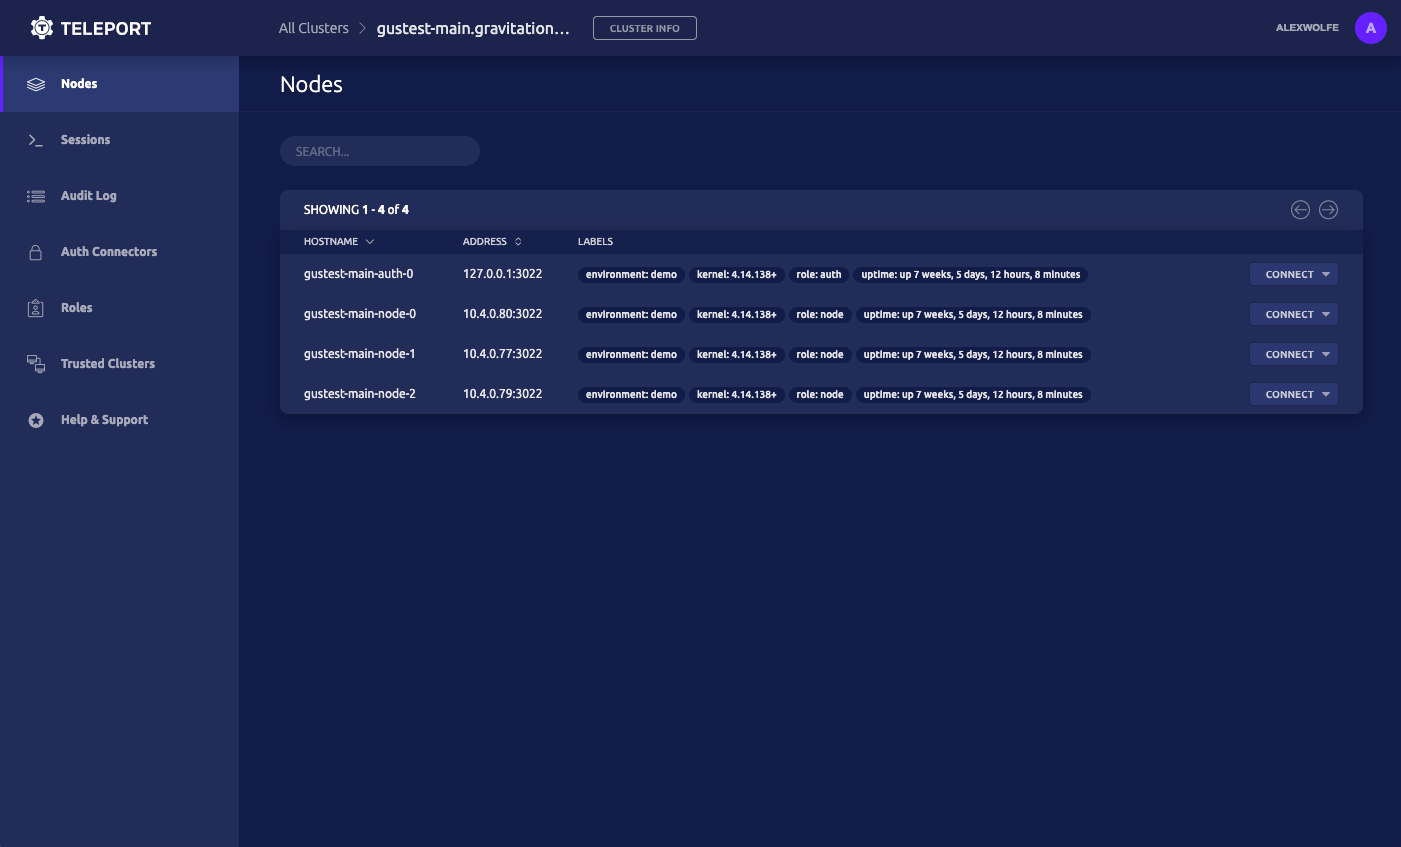 TELEPORT
All Clusters
gustest-main.gravitation...
CLUSTER INFO
ALEXWOLFE
A
Nodes
Sessions
Audit Log
Auth Connectors
Roles
Trusted Clusters
Help & Support
Nodes
SEARCH...
SHOWING 1 - 4 of 4
HOSTNAME ADDRESS LABELS
gustest-main-auth-0 127.0.0.1:3022 environment: demo kernel: 4.14.138+ role: auth uptime: up 7 weeks, 5 days, 12 hours, 8 minutes CONNECT
gustest-main-node-0 10.4.0.80:3022 environment: demo kernel: 4.14.138+ role: node uptime: up 7 weeks, 5 days, 12 hours, 8 minutes CONNECT
gustest-main-node-1 10.4.0.77:3022 environment: demo kernel: 4.14.138+ role: node uptime: up 7 weeks, 5 days, 12 hours, 8 minutes CONNECT
gustest-main-node-2 10.4.0.79:3022 environment: demo kernel: 4.14.138+ role: node uptime: up 7 weeks, 5 days, 12 hours, 8 minutes CONNECT